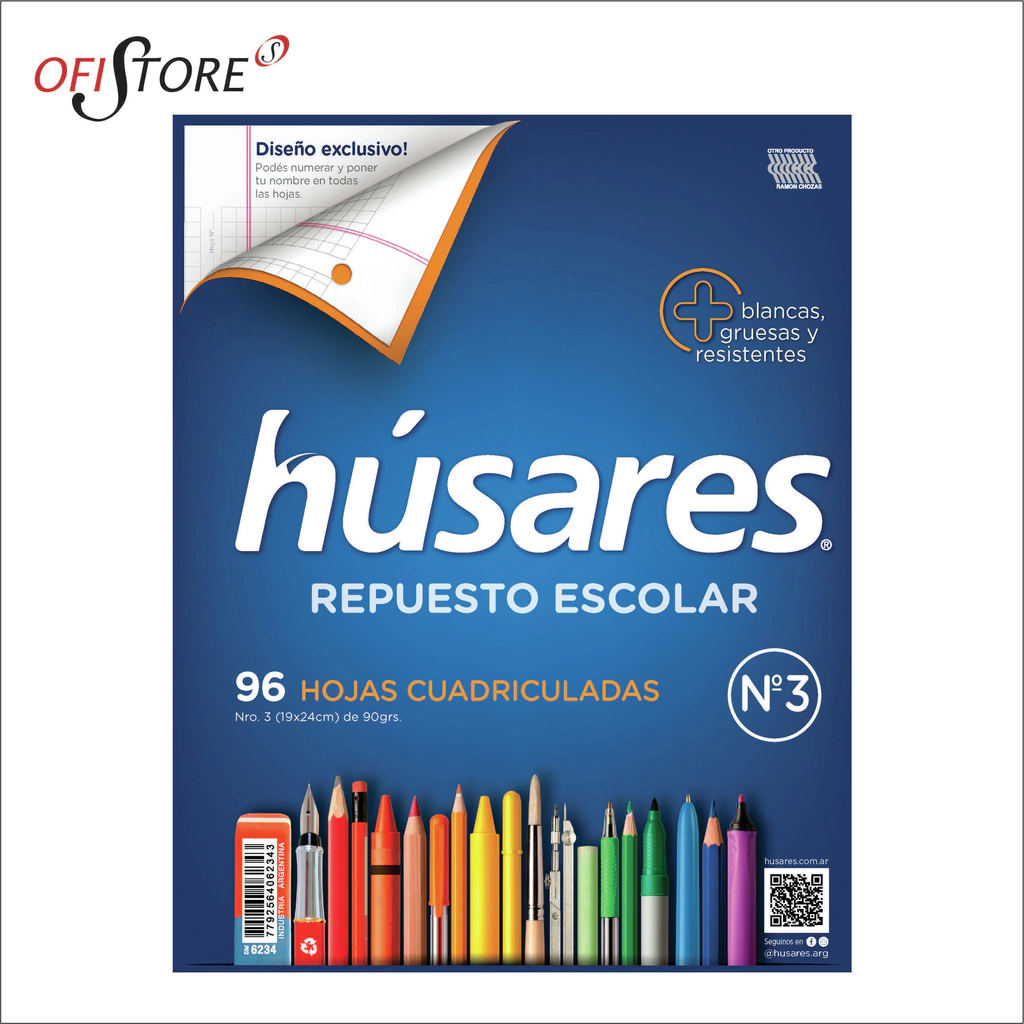 OFISTORE S
Diseño exclusivo!
Podés numerar y poner
tu nombre en todas
las hojas.
Hoja Nº
OTRO PRODUCTO
RAMON CHOZAS
blancas,
gruesas y
resistentes
húsares®
REPUESTO ESCOLAR
96 HOJAS CUADRICULADAS
Nro. 3 (19x24cm) de 90grs.
Nº3
7792564062343
INDUSTRIA ARGENTINA
6234
husares.com.ar
Seguinos en
@husares.arg